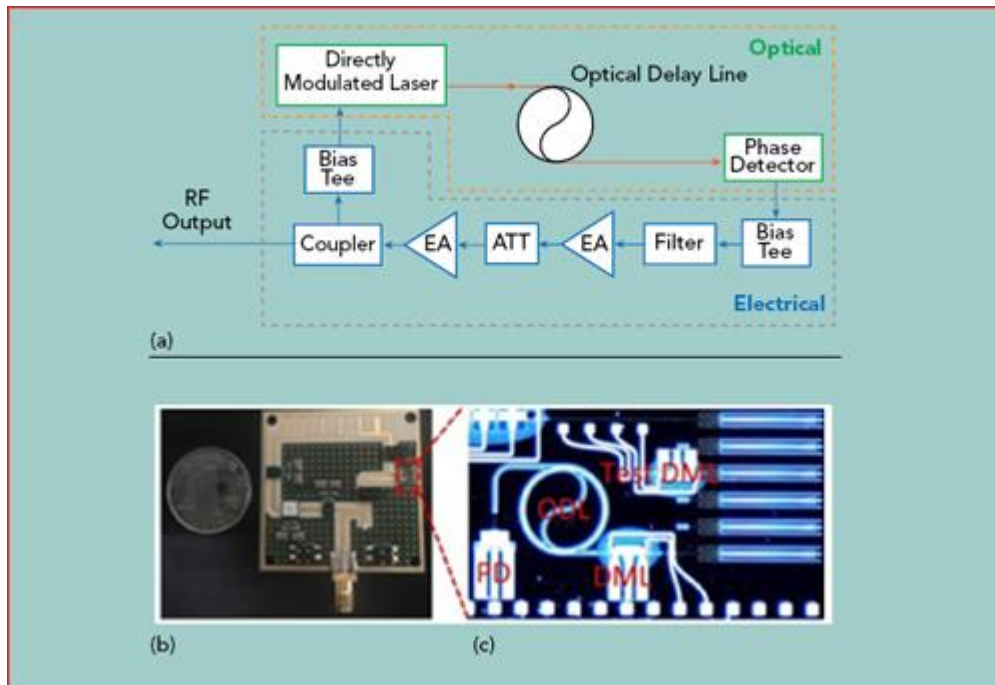 Optical
Directly
Modulated Laser
Optical Delay Line
Phase
Detector
Bias
Tee
RF
Output
Coupler
EA
ATT
EA
Filter
Bias
Tee
Electrical
(a)
Test DML
ODL
PD
DML
(b)
(c)